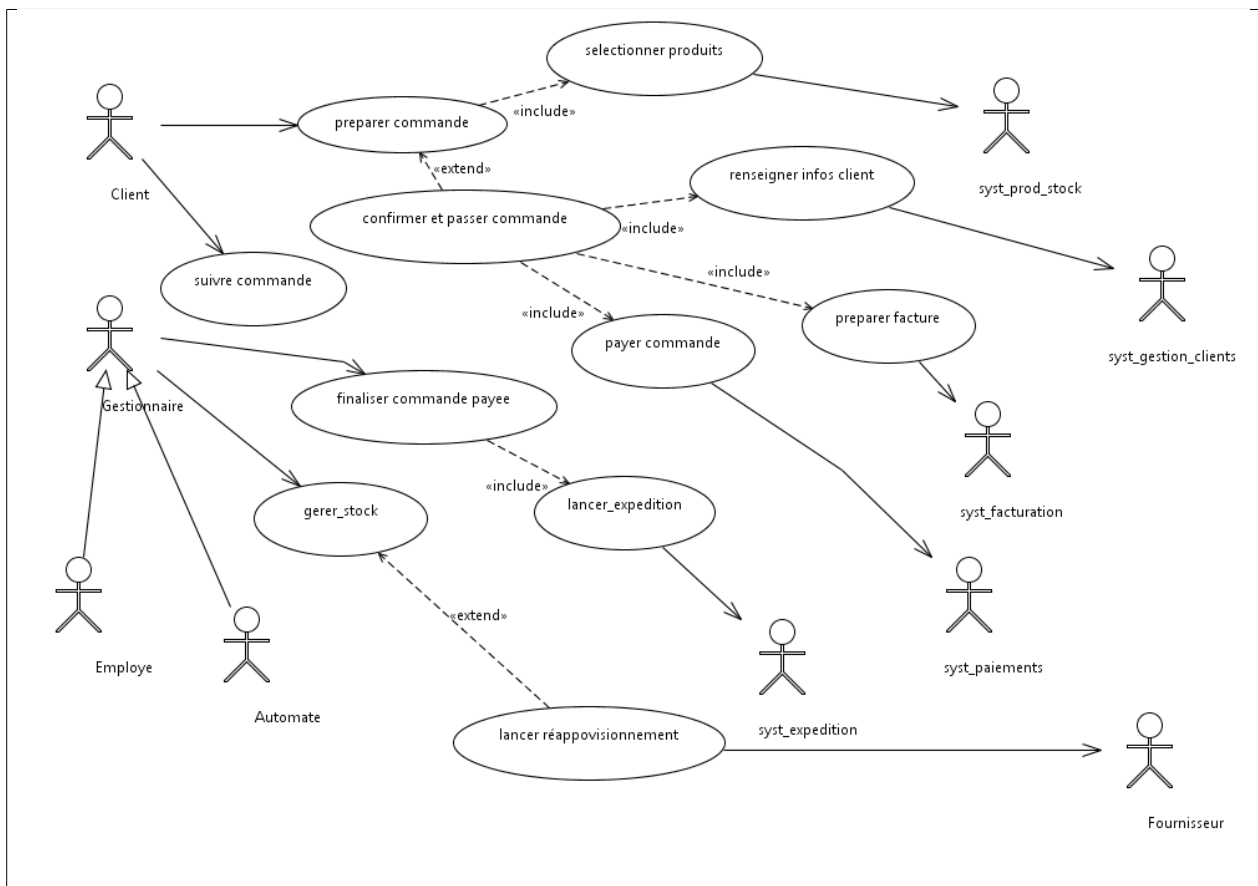 selectionner produits
preparer commande
«include»
«extend»
renseigner infos client
syst_prod_stock
Client
confirmer et passer commande
«include»
suivre commande
«include»
«include»
preparer facture
payer commande
syst_gestion_clients
finaliser commande payee
Gestionnaire
«include»
gerer_stock
lancer_expedition
syst_facturation
«extend»
Employe
syst_paiements
Automate
syst_expedition
lancer réappovisionnement
Fournisseur